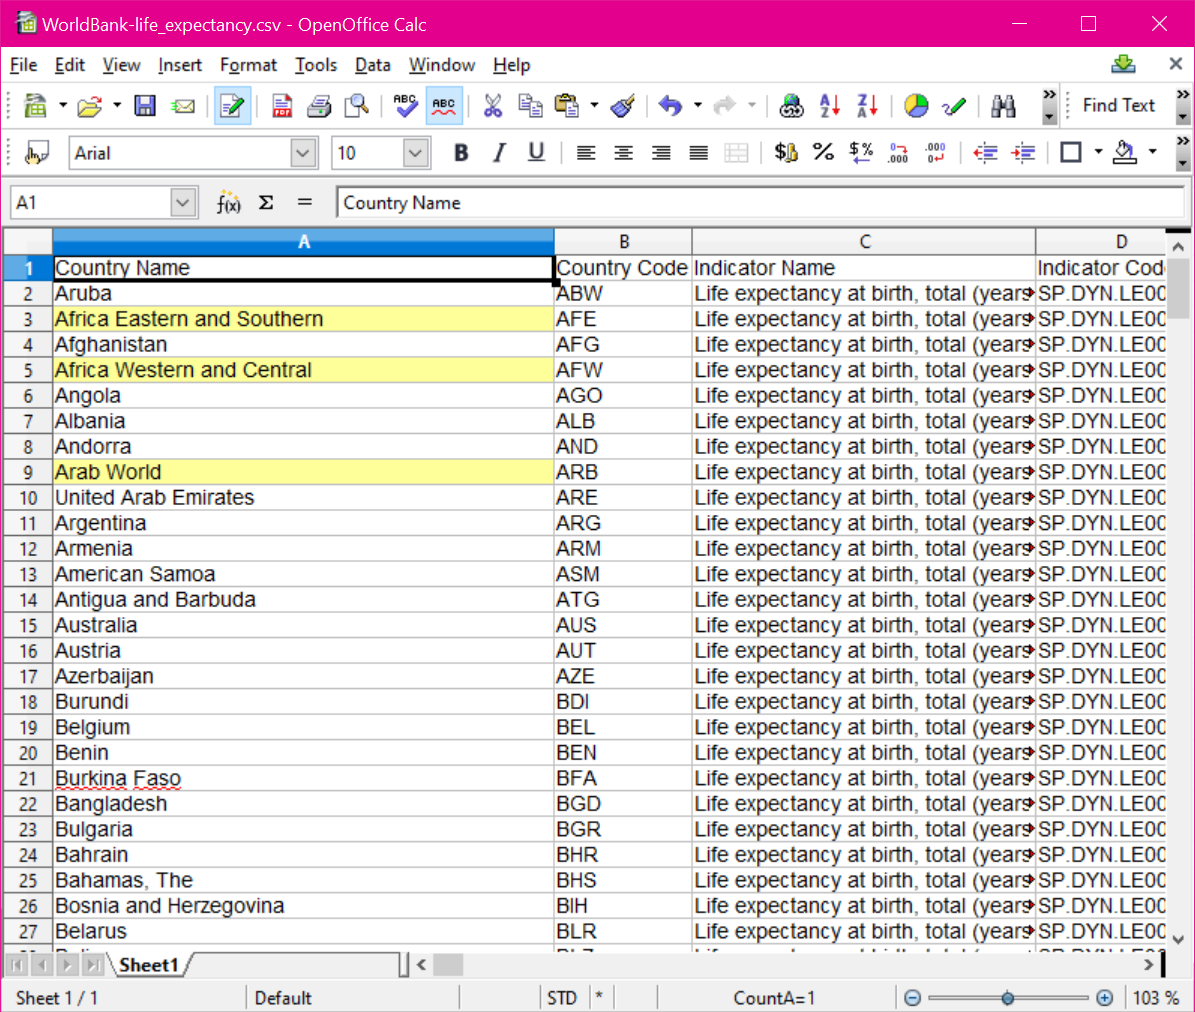 WorldBank-life_expectancy.csv - OpenOffice Calc
File Edit View Insert Format Tools Data Window Help
ABC ABC A Z Z A » Find Text »
Arial 10 B I U $ % $% .000 .000 »
A1 f(x) Σ = Country Name
A B C D
1 Country Name Country Code Indicator Name Indicator Cod
2 Aruba ABW Life expectancy at birth, total (years SP.DYN.LE00
3 Africa Eastern and Southern AFE Life expectancy at birth, total (years SP.DYN.LE00
4 Afghanistan AFG Life expectancy at birth, total (years SP.DYN.LE00
5 Africa Western and Central AFW Life expectancy at birth, total (years SP.DYN.LE00
6 Angola AGO Life expectancy at birth, total (years SP.DYN.LE00
7 Albania ALB Life expectancy at birth, total (years SP.DYN.LE00
8 Andorra AND Life expectancy at birth, total (years SP.DYN.LE00
9 Arab World ARB Life expectancy at birth, total (years SP.DYN.LE00
10 United Arab Emirates ARE Life expectancy at birth, total (years SP.DYN.LE00
11 Argentina ARG Life expectancy at birth, total (years SP.DYN.LE00
12 Armenia ARM Life expectancy at birth, total (years SP.DYN.LE00
13 American Samoa ASM Life expectancy at birth, total (years SP.DYN.LE00
14 Antigua and Barbuda ATG Life expectancy at birth, total (years SP.DYN.LE00
15 Australia AUS Life expectancy at birth, total (years SP.DYN.LE00
16 Austria AUT Life expectancy at birth, total (years SP.DYN.LE00
17 Azerbaijan AZE Life expectancy at birth, total (years SP.DYN.LE00
18 Burundi BDI Life expectancy at birth, total (years SP.DYN.LE00
19 Belgium BEL Life expectancy at birth, total (years SP.DYN.LE00
20 Benin BEN Life expectancy at birth, total (years SP.DYN.LE00
21 Burkina Faso BFA Life expectancy at birth, total (years SP.DYN.LE00
22 Bangladesh BGD Life expectancy at birth, total (years SP.DYN.LE00
23 Bulgaria BGR Life expectancy at birth, total (years SP.DYN.LE00
24 Bahrain BHR Life expectancy at birth, total (years SP.DYN.LE00
25 Bahamas, The BHS Life expectancy at birth, total (years SP.DYN.LE00
26 Bosnia and Herzegovina BIH Life expectancy at birth, total (years SP.DYN.LE00
27 Belarus BLR Life expectancy at birth, total (years SP.DYN.LE00
Sheet1
Sheet 1 / 1 Default STD * CountA=1 103 %